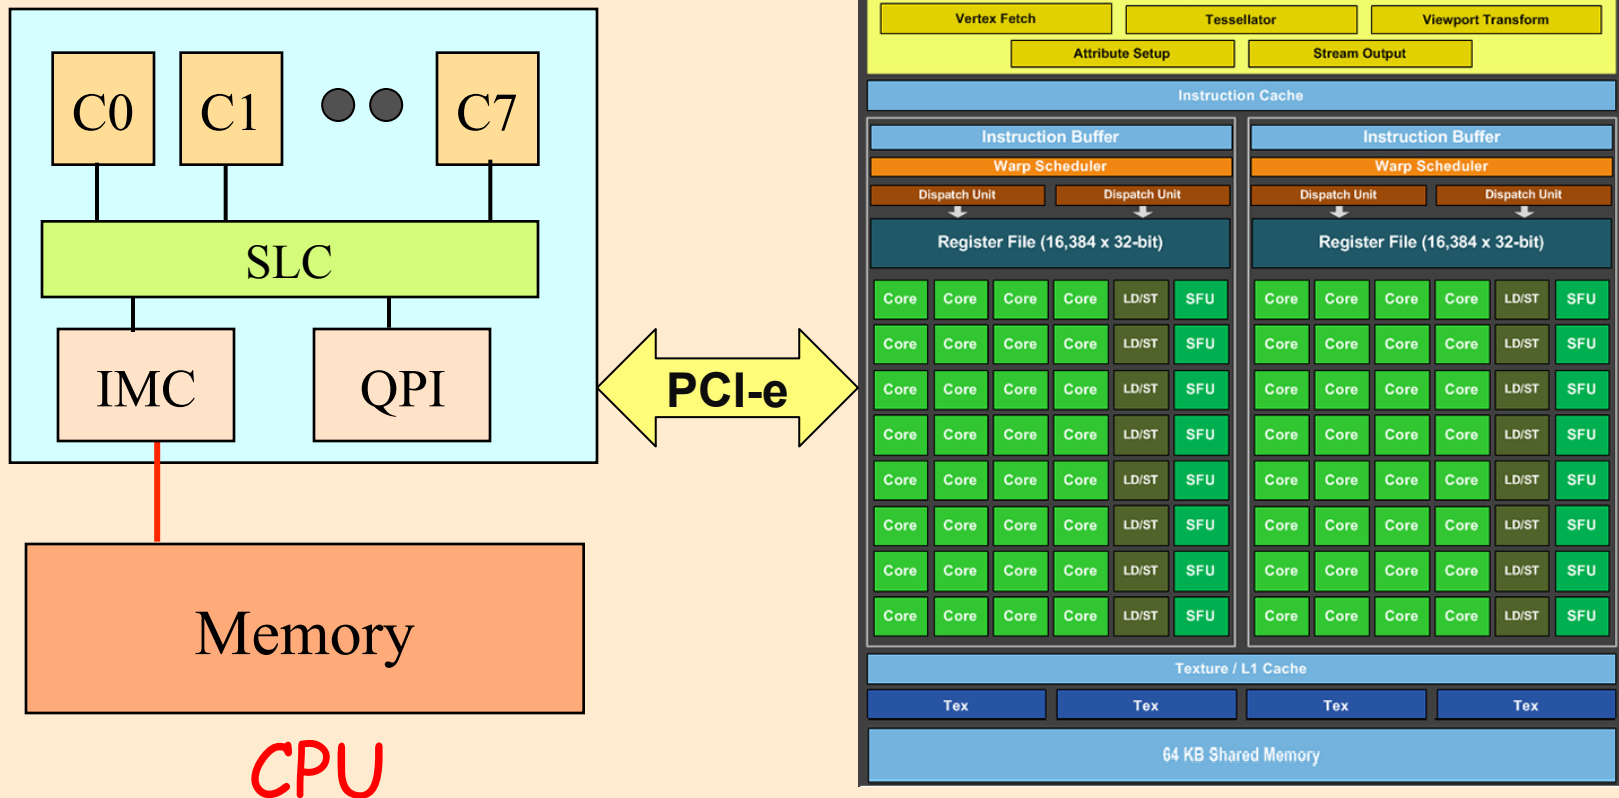 C0 C1 C7
SLC
IMC QPI
Memory
CPU
PCI-e
Vertex Fetch Tessellator Viewport Transform
Attribute Setup Stream Output
Instruction Cache
Instruction Buffer Instruction Buffer
Warp Scheduler Warp Scheduler
Dispatch Unit Dispatch Unit Dispatch Unit Dispatch Unit
Register File (16,384 x 32-bit) Register File (16,384 x 32-bit)
Core Core Core Core LD/ST SFU Core Core Core Core LD/ST SFU
Core Core Core Core LD/ST SFU Core Core Core Core LD/ST SFU
Core Core Core Core LD/ST SFU Core Core Core Core LD/ST SFU
Core Core Core Core LD/ST SFU Core Core Core Core LD/ST SFU
Core Core Core Core LD/ST SFU Core Core Core Core LD/ST SFU
Core Core Core Core LD/ST SFU Core Core Core Core LD/ST SFU
Core Core Core Core LD/ST SFU Core Core Core Core LD/ST SFU
Core Core Core Core LD/ST SFU Core Core Core Core LD/ST SFU
Texture / L1 Cache
Tex Tex Tex Tex
64 KB Shared Memory